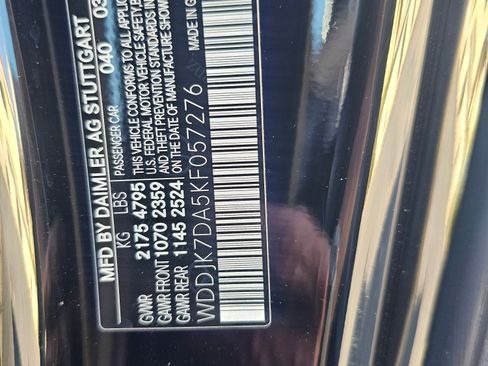 MFD BY DAIMLER AG STUTTGART
040 03
KG LBS PASSENGER CAR
GVWR 2175 4795
GAWR FRONT 1070 2359
GAWR REAR 1145 2524
THIS VEHICLE CONFORMS TO ALL APPLIC
U.S. FEDERAL MOTOR VEHICLE SAFETY, B
AND THEFT PREVENTION STANDARDS IN
ON THE DATE OF MANUFACTURE SHOW
WDDJK7DA5KF057276